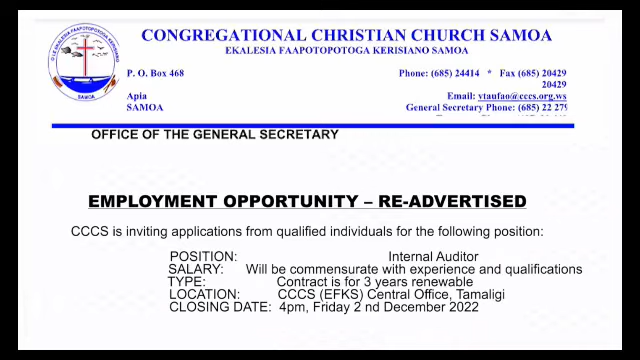 CONGREGATIONAL CHRISTIAN CHURCH SAMOA
EKALESIA FAAPOTOPOTOGA KERISIANO SAMOA
P. O. Box 468
Phone: (685) 24414 * Fax (685) 20429
20429
Apia
Email: vtaufao@cccs.org.ws
SAMOA
General Secretary Phone: (685) 22 279
OFFICE OF THE GENERAL SECRETARY
EMPLOYMENT OPPORTUNITY – RE-ADVERTISED
CCCS is inviting applications from qualified individuals for the following position:
POSITION: Internal Auditor
SALARY: Will be commensurate with experience and qualifications
TYPE: Contract is for 3 years renewable
LOCATION: CCCS (EFKS) Central Office, Tamaligi
CLOSING DATE: 4pm, Friday 2 nd December 2022